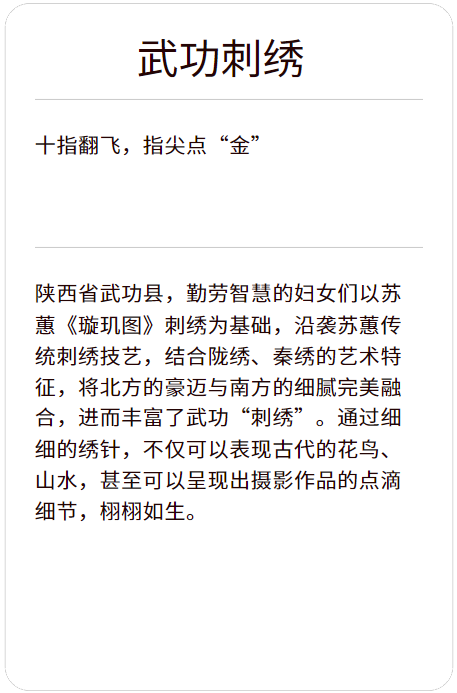 武功刺绣
十指翻飞，指尖点“金”
陕西省武功县，勤劳智慧的妇女们以苏
蕙《璇玑图》刺绣为基础，沿袭苏蕙传
统刺绣技艺，结合陇绣、秦绣的艺术特
征，将北方的豪迈与南方的细腻完美融
合，进而丰富了武功“刺绣”。通过细
细的绣针，不仅可以表现古代的花鸟、
山水，甚至可以呈现出摄影作品的点滴
细节，栩栩如生。